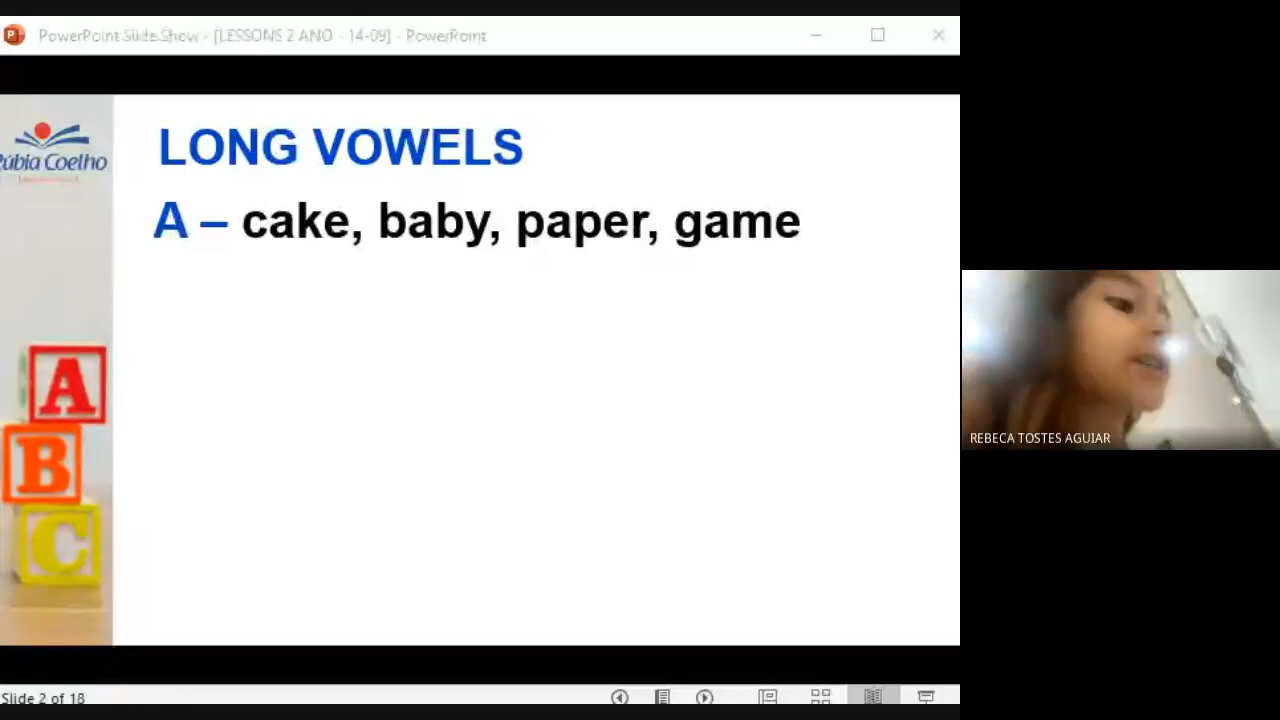 PowerPoint Slide Show - [LESSONS 2 ANO - 14-09] - PowerPoint
LONG VOWELS
Rúbia Coelho
A – cake, baby, paper, game
A
B
C
REBECA TOSTES AGUIAR
Slide 2 of 18